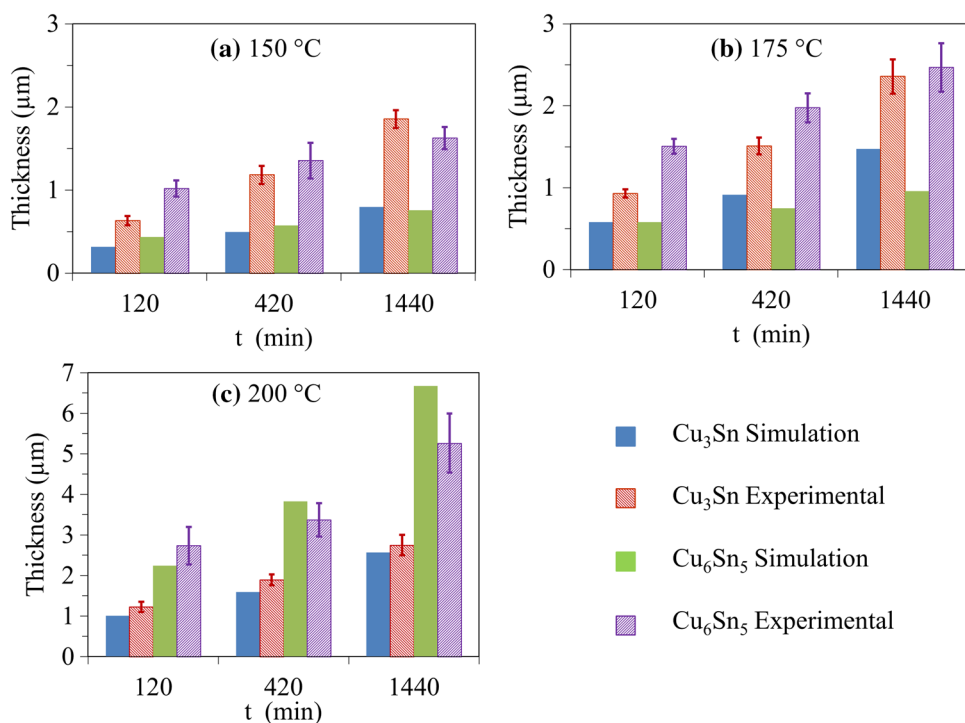 (a) 150 °C
Thickness (µm)
3
2
1
0
120 420 1440
t (min)
(b) 175 °C
Thickness (µm)
3
2
1
0
120 420 1440
t (min)
(c) 200 °C
Thickness (µm)
7
6
5
4
3
2
1
0
120 420 1440
t (min)
Cu₃Sn Simulation
Cu₃Sn Experimental
Cu₆Sn₅ Simulation
Cu₆Sn₅ Experimental